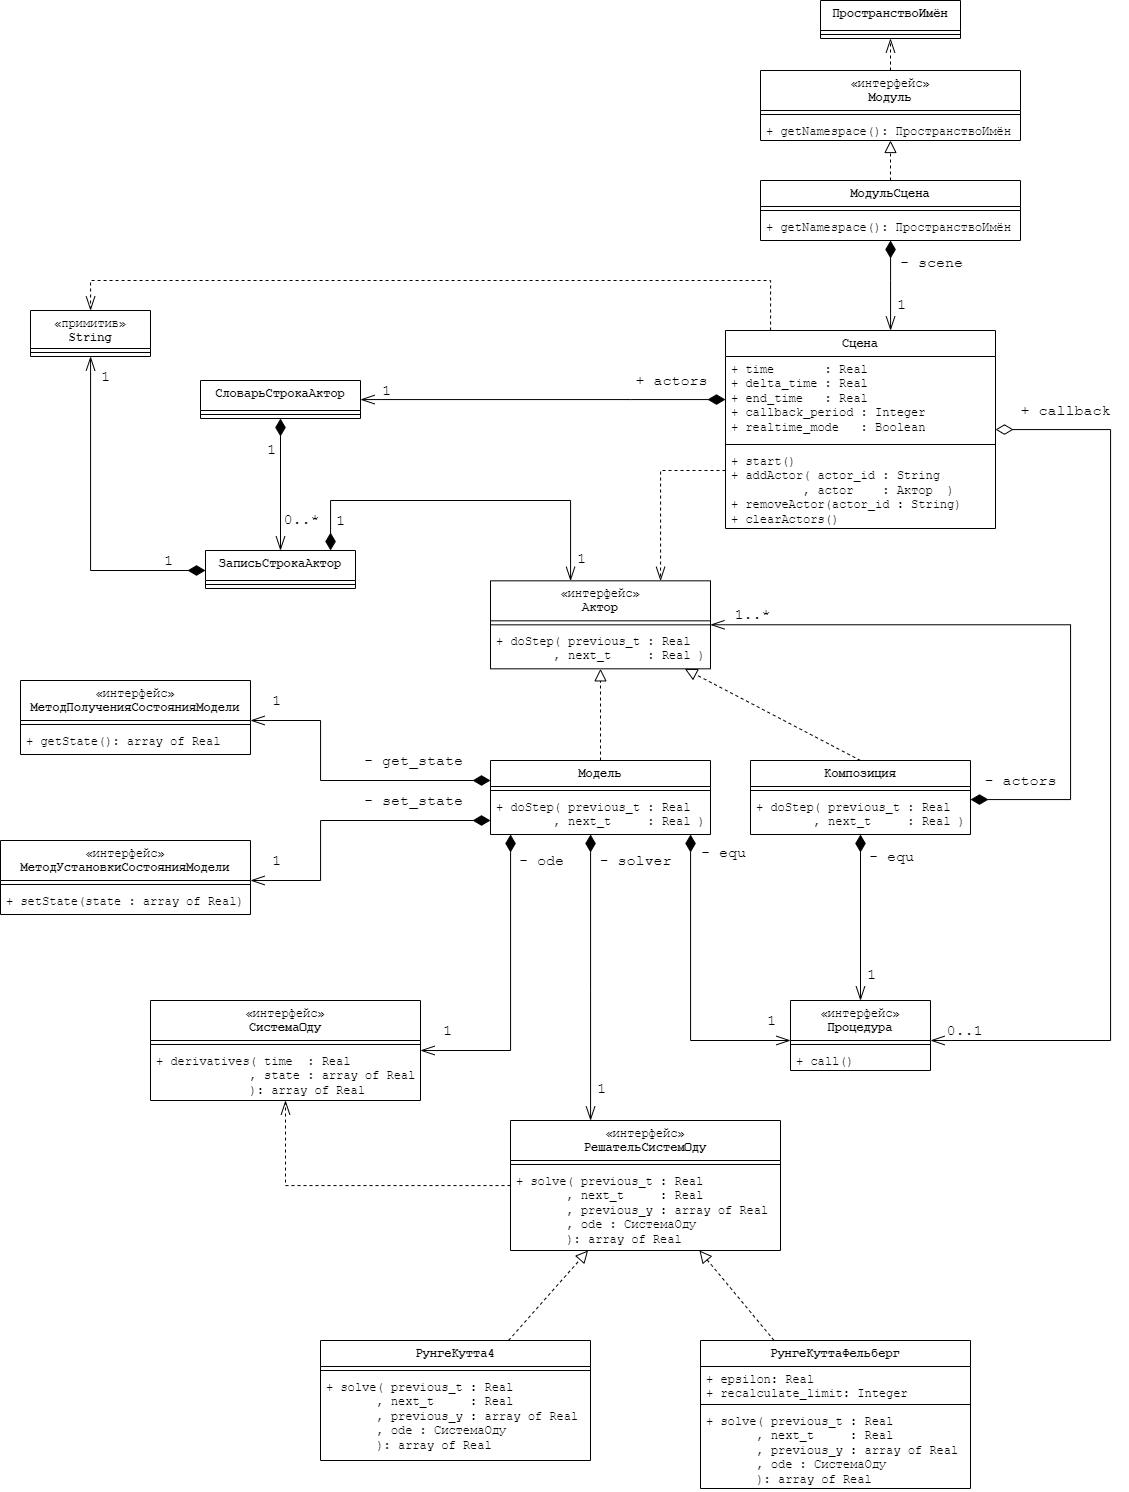 ПространствоИмён
«интерфейс»
Модуль
+ getNamespace(): ПространствоИмён
МодульСцена
+ getNamespace(): ПространствоИмён
- scene
1
«примитив»
String
1
Сцена
+ time       : Real
+ delta_time : Real
+ end_time   : Real
+ callback_period : Integer
+ realtime_mode   : Boolean
+ start()
+ addActor( actor_id : String
          , actor    : Актор  )
+ removeActor(actor_id : String)
+ clearActors()
+ actors
1
+ callback
СловарьСтрокаАктор
1
0..*
1
1
ЗаписьСтрокаАктор
1
«интерфейс»
Актор
+ doStep( previous_t : Real
        , next_t     : Real )
1..*
«интерфейс»
МетодПолученияСостоянияМодели
+ getState(): array of Real
1
- get_state
- set_state
Модель
+ doStep( previous_t : Real
        , next_t     : Real )
Композиция
+ doStep( previous_t : Real
        , next_t     : Real )
- actors
«интерфейс»
МетодУстановкиСостоянияМодели
+ setState(state : array of Real)
1
- ode
- solver
- equ
- equ
1
«интерфейс»
СистемаОду
+ derivatives( time  : Real
             , state : array of Real
             ): array of Real
1
1
«интерфейс»
Процедура
+ call()
0..1
1
«интерфейс»
РешательСистемОду
+ solve( previous_t : Real
       , next_t     : Real
       , previous_y : array of Real
       , ode : СистемаОду
       ): array of Real
РунгеКутта4
+ solve( previous_t : Real
       , next_t     : Real
       , previous_y : array of Real
       , ode : СистемаОду
       ): array of Real
РунгеКуттаФельберг
+ epsilon: Real
+ recalculate_limit: Integer
+ solve( previous_t : Real
       , next_t     : Real
       , previous_y : array of Real
       , ode : СистемаОду
       ): array of Real